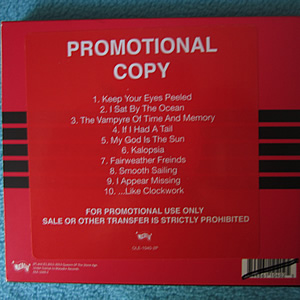 PROMOTIONAL
COPY
1. Keep Your Eyes Peeled
2. I Sat By The Ocean
3. The Vampyre Of Time And Memory
4. If I Had A Tail
5. My God Is The Sun
6. Kalopsia
7. Fairweather Freinds
8. Smooth Sailing
9. I Appear Missing
10. ...Like Clockwork
FOR PROMOTIONAL USE ONLY
SALE OR OTHER TRANSFER IS STRICTLY PROHIBITED